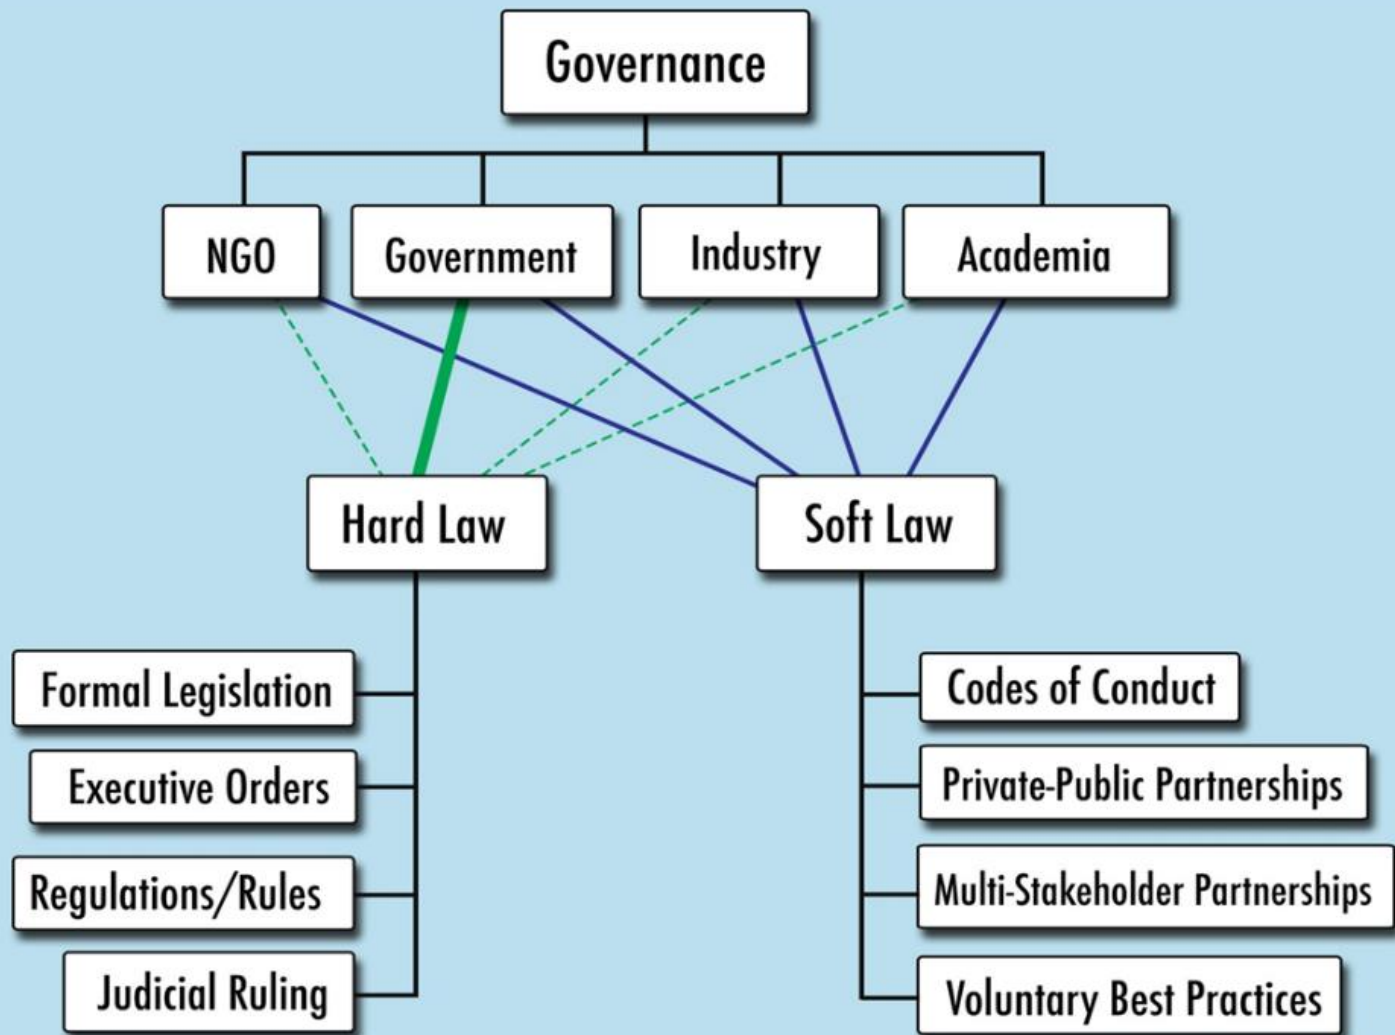 Governance
NGO
Government
Industry
Academia
Hard Law
Soft Law
Formal Legislation
Executive Orders
Regulations/Rules
Judicial Ruling
Codes of Conduct
Private-Public Partnerships
Multi-Stakeholder Partnerships
Voluntary Best Practices